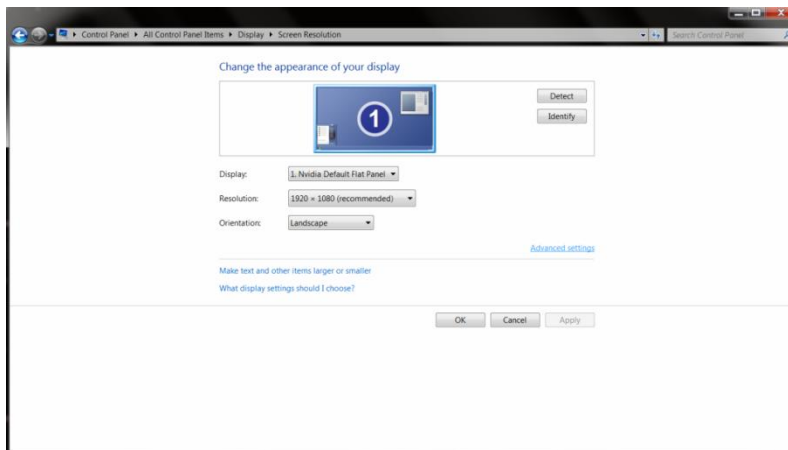 Control Panel ▸ All Control Panel Items ▸ Display ▸ Screen Resolution
Search Control Panel
Change the appearance of your display
1
Detect
Identify
Display: 1. Nvidia Default Flat Panel
Resolution: 1920 × 1080 (recommended)
Orientation: Landscape
Advanced settings
Make text and other items larger or smaller
What display settings should I choose?
OK Cancel Apply